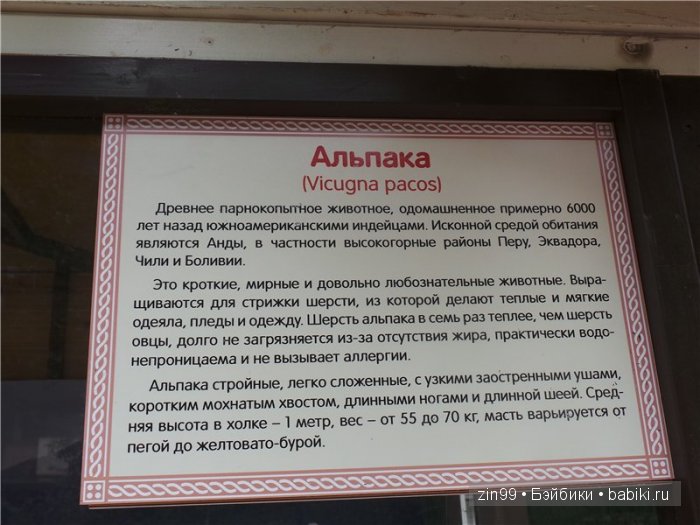 Альпака
(Vicugna pacos)
Древнее парнокопытное животное, одомашненное примерно 6000
лет назад южноамериканскими индейцами. Исконной средой обитания
являются Анды, в частности высокогорные районы Перу, Эквадора,
Чили и Боливии.
Это кроткие, мирные и довольно любознательные животные. Выра-
щиваются для стрижки шерсти, из которой делают теплые и мягкие
одеяла, пледы и одежду. Шерсть альпака в семь раз теплее, чем шерсть
овцы, долго не загрязняется из-за отсутствия жира, практически водо-
непроницаема и не вызывает аллергии.
Альпака стройные, легко сложенные, с узкими заостренными ушами,
коротким мохнатым хвостом, длинными ногами и длинной шеей. Сред-
няя высота в холке – 1 метр, вес – от 55 до 70 кг, масть варьируется от
пегой до желтовато-бурой.
zin99 • Бэйбики • babiki.ru